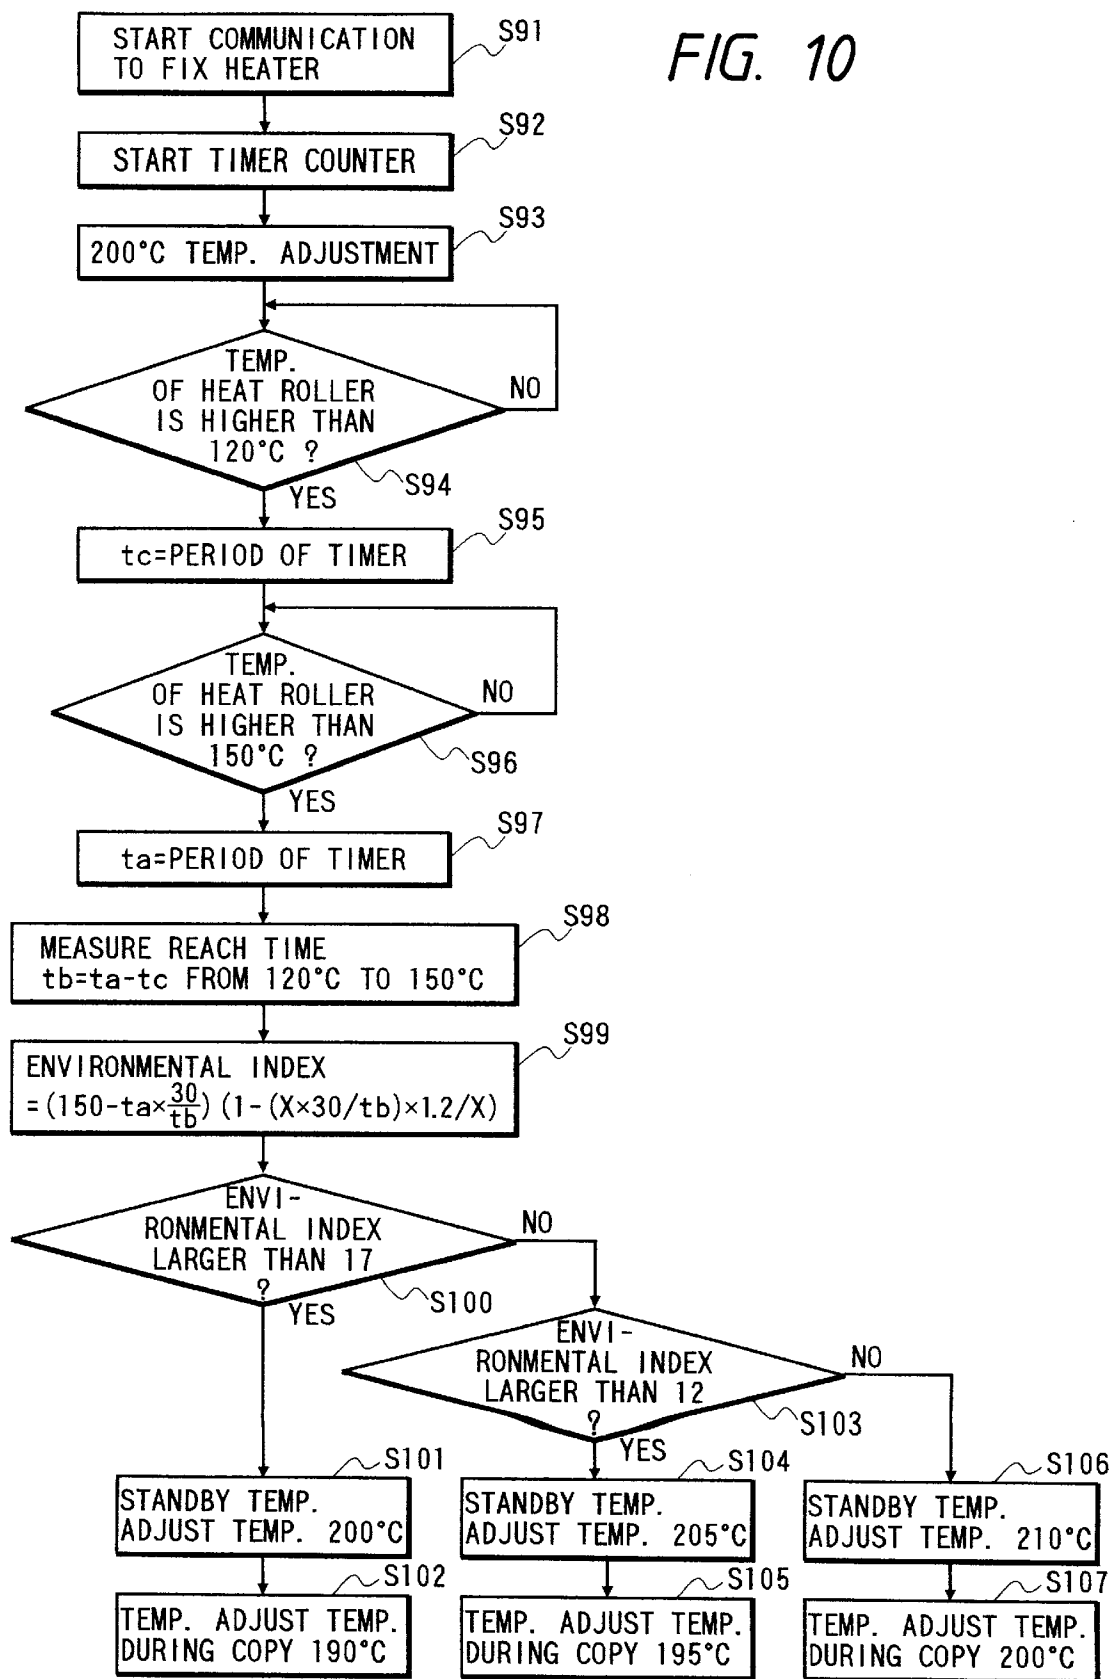 FIG. 10
START COMMUNICATION
TO FIX HEATER
S91
START TIMER COUNTER
S92
200°C TEMP. ADJUSTMENT
S93
TEMP.
OF HEAT ROLLER
IS HIGHER THAN
120°C ?
NO
S94
YES
tc=PERIOD OF TIMER
S95
TEMP.
OF HEAT ROLLER
IS HIGHER THAN
150°C ?
NO
S96
YES
ta=PERIOD OF TIMER
S97
MEASURE REACH TIME
tb=ta-tc FROM 120°C TO 150°C
S98
ENVIRONMENTAL INDEX
=(150-ta×30/tb) (1-(X×30/tb)×1.2/X)
S99
ENVI-
RONMENTAL INDEX
LARGER THAN 17
?
NO
S100
YES
ENVI-
RONMENTAL INDEX
LARGER THAN 12
?
NO
S103
YES
STANDBY TEMP.
ADJUST TEMP. 200°C
S101
TEMP. ADJUST TEMP.
DURING COPY 190°C
S102
STANDBY TEMP.
ADJUST TEMP. 205°C
S104
TEMP. ADJUST TEMP.
DURING COPY 195°C
S105
STANDBY TEMP.
ADJUST TEMP. 210°C
S106
TEMP. ADJUST TEMP.
DURING COPY 200°C
S107